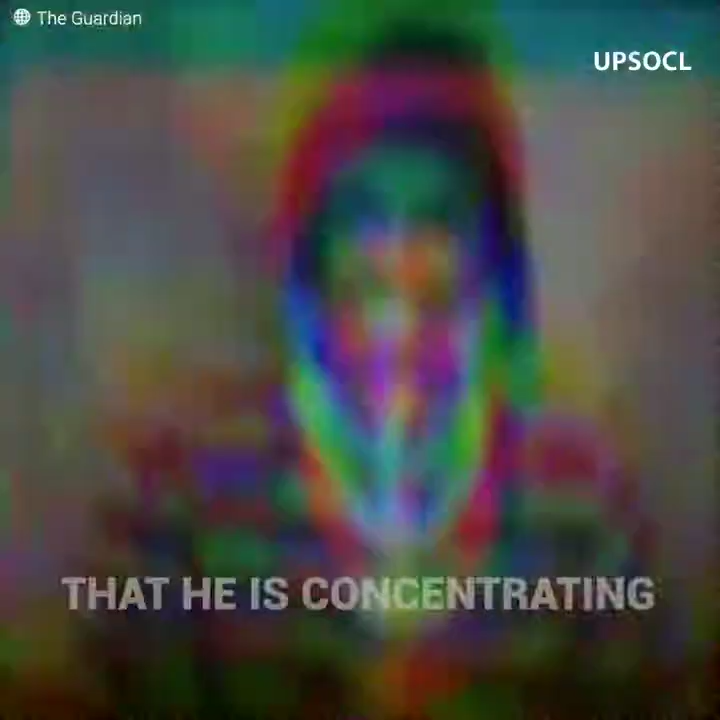 The Guardian
UPSOCL
THAT HE IS CONCENTRATING